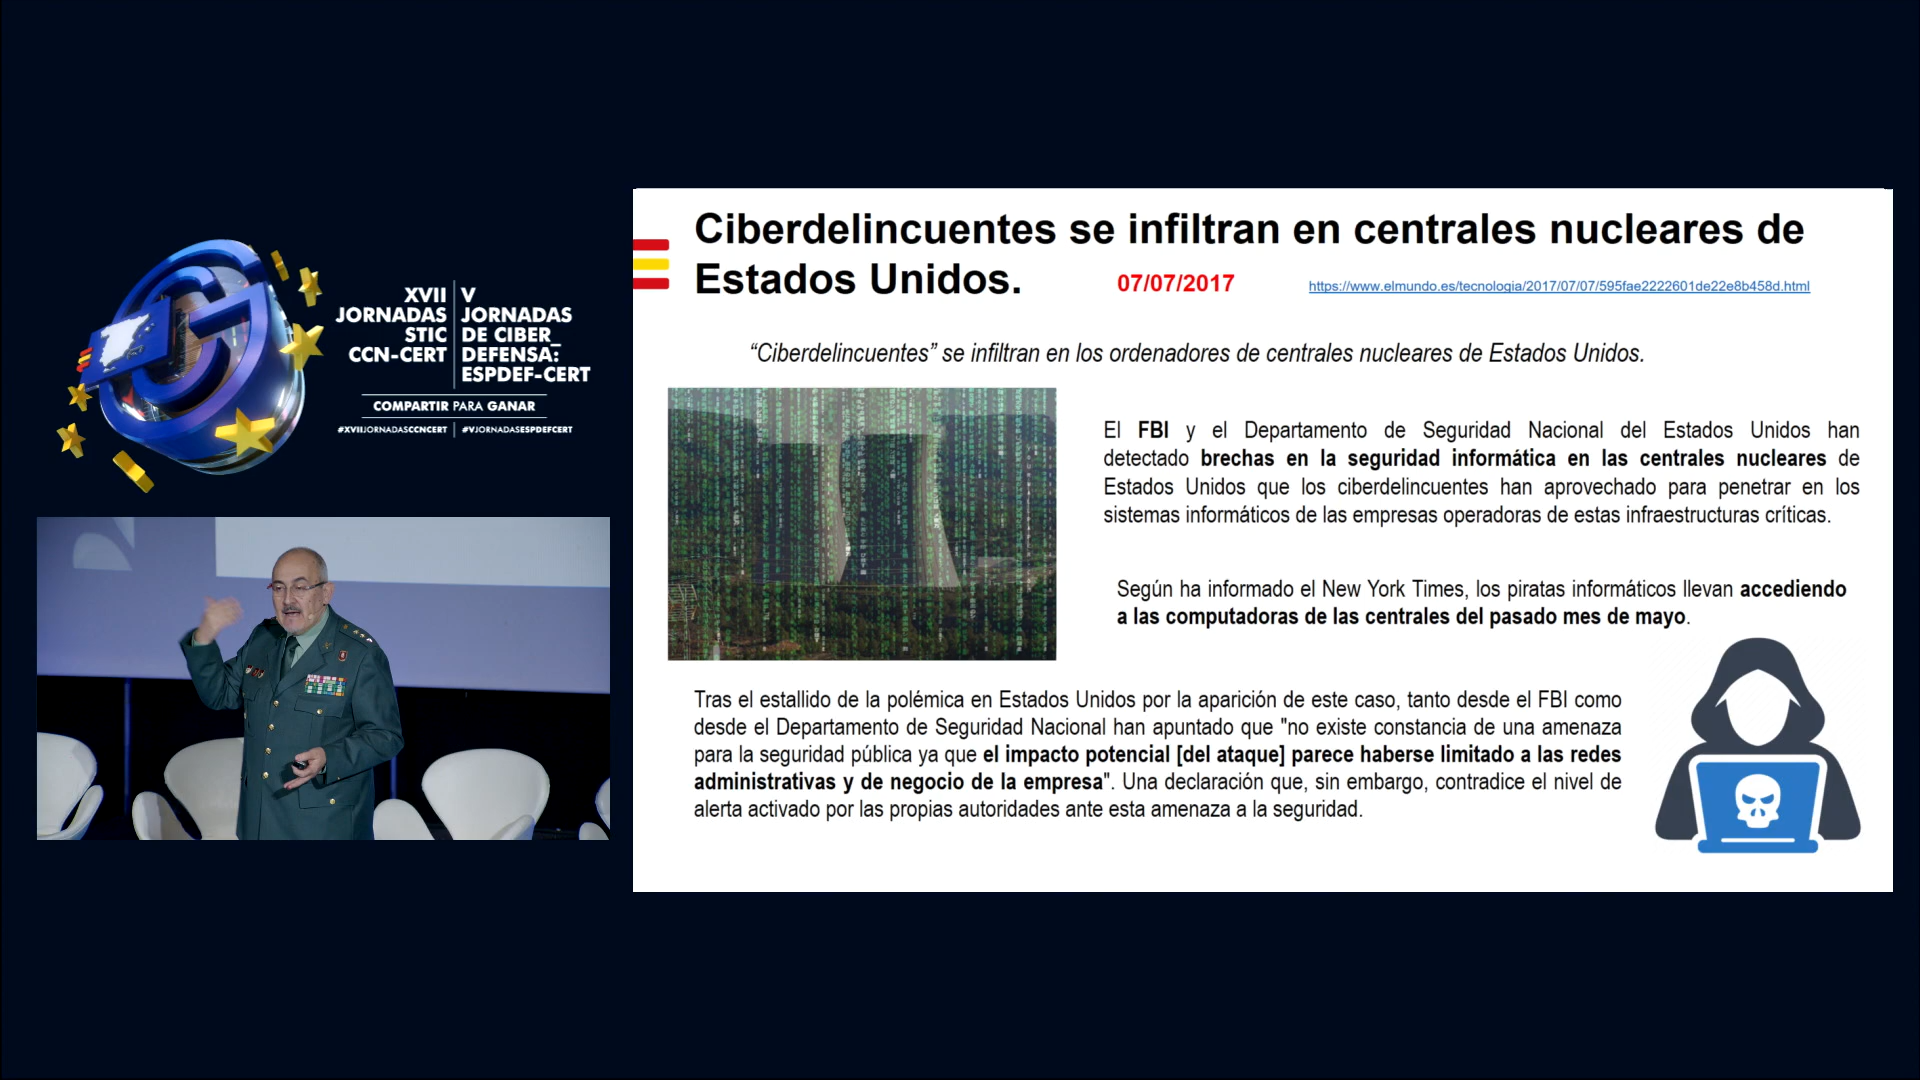 XVII
JORNADAS
STIC
CCN-CERT
V
JORNADAS
DE CIBER_
DEFENSA:
ESPDEF-CERT
COMPARTIR PARA GANAR
#XVIIJORNADASCCNCERT
#VJORNADASESPDEFCERT
Ciberdelincuentes se infiltran en centrales nucleares de
Estados Unidos.
07/07/2017
https://www.elmundo.es/tecnologia/2017/07/07/595fae2222601de22e8b458d.html
“Ciberdelincuentes” se infiltran en los ordenadores de centrales nucleares de Estados Unidos.
El FBI y el Departamento de Seguridad Nacional del Estados Unidos han
detectado brechas en la seguridad informática en las centrales nucleares de
Estados Unidos que los ciberdelincuentes han aprovechado para penetrar en los
sistemas informáticos de las empresas operadoras de estas infraestructuras críticas.
Según ha informado el New York Times, los piratas informáticos llevan accediendo
a las computadoras de las centrales del pasado mes de mayo.
Tras el estallido de la polémica en Estados Unidos por la aparición de este caso, tanto desde el FBI como
desde el Departamento de Seguridad Nacional han apuntado que "no existe constancia de una amenaza
para la seguridad pública ya que el impacto potencial [del ataque] parece haberse limitado a las redes
administrativas y de negocio de la empresa". Una declaración que, sin embargo, contradice el nivel de
alerta activado por las propias autoridades ante esta amenaza a la seguridad.